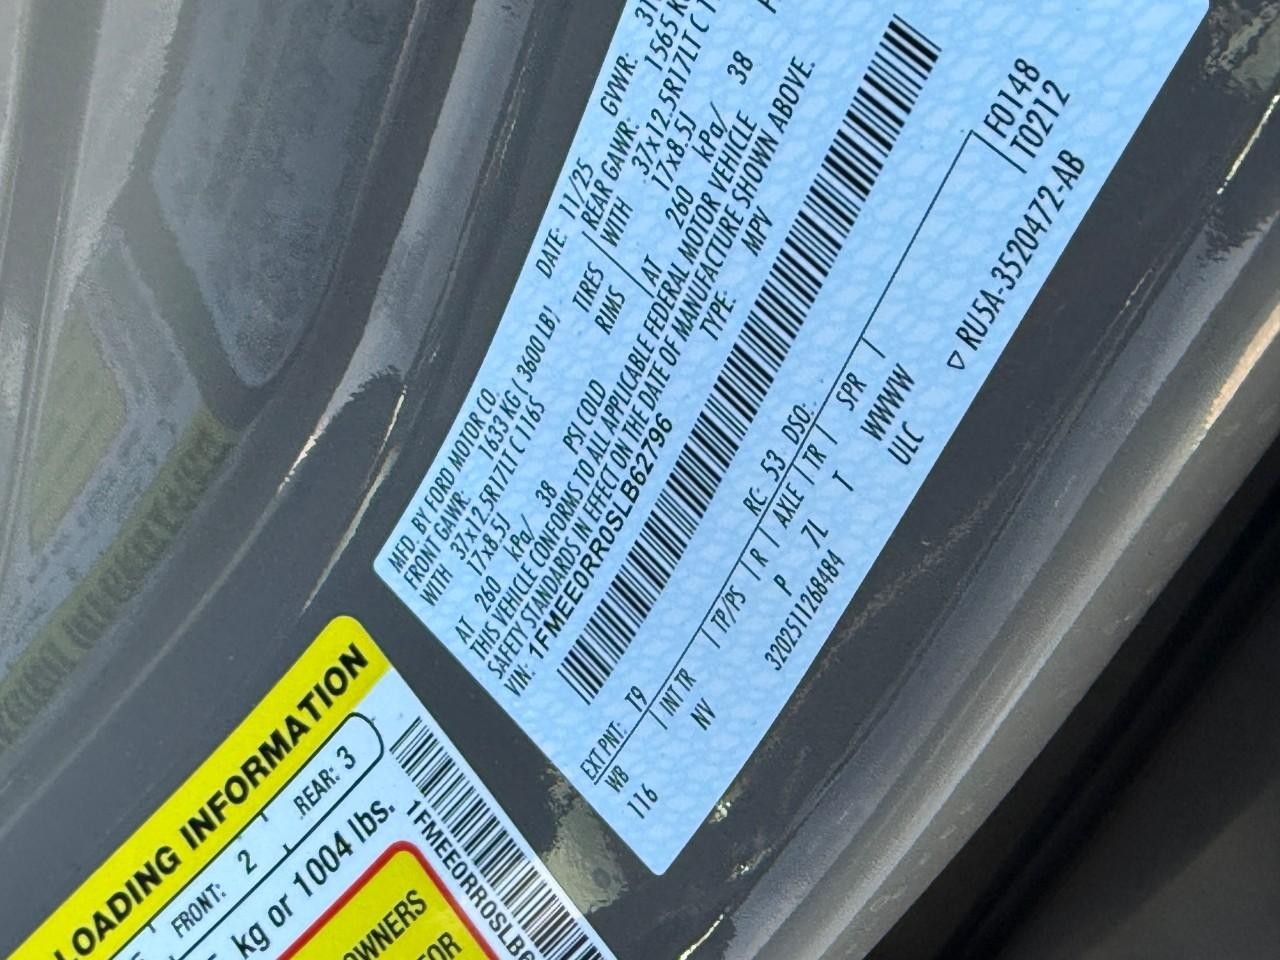 MFD. BY FORD MOTOR CO.
DATE: 11/25 GVWR:
FRONT GAWR: 1633 KG ( 3600 LB) REAR GAWR: 1565
WITH 37x12.5R17LT C 116S TIRES WITH 37x12.5R17LT C
17x8.5J RIMS 17x8.5J
AT 260 kPa/ 38 PSI COLD AT 260 kPa/ 38
THIS VEHICLE CONFORMS TO ALL APPLICABLE FEDERAL MOTOR VEHICLE
SAFETY STANDARDS IN EFFECT ON THE DATE OF MANUFACTURE SHOWN ABOVE.
VIN: 1FMEE0RR0SLB62796 TYPE: MPV
EXT PNT: T9 RC: 53 DSO: F0148
WB INT TR TP/PS R AXLE TR SPR T0212
116 NV P 7L T WWWW
ULC
3202511268484
▽ RU5A-3520472-AB
LOADING INFORMATION
FRONT: 2 REAR: 3
kg or 1004 lbs.
1FMEE0RR0SLB6
OWNERS
FOR